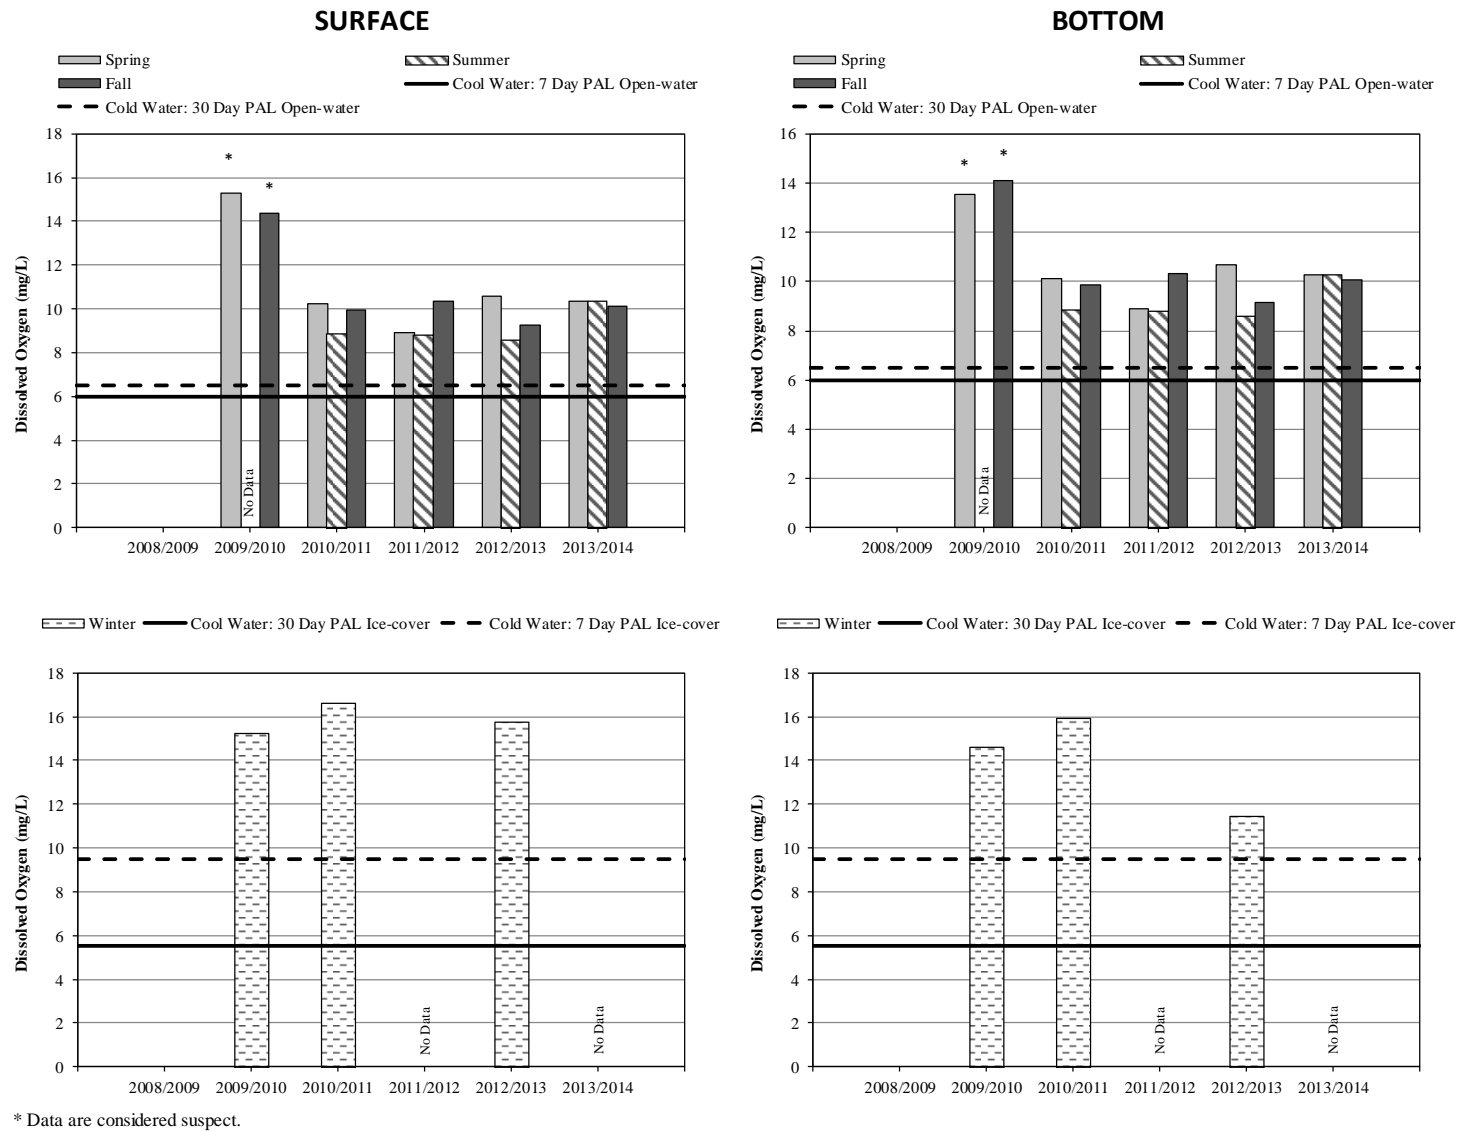 SURFACE
Spring
Summer
Fall
Cool Water: 7 Day PAL Open-water
Cold Water: 30 Day PAL Open-water
Dissolved Oxygen (mg/L)
18
16
14
12
10
8
6
4
2
0
*
*
No Data
2008/2009 2009/2010 2010/2011 2011/2012 2012/2013 2013/2014
BOTTOM
Spring
Summer
Fall
Cool Water: 7 Day PAL Open-water
Cold Water: 30 Day PAL Open-water
Dissolved Oxygen (mg/L)
16
14
12
10
8
6
4
2
0
*
*
No Data
2008/2009 2009/2010 2010/2011 2011/2012 2012/2013 2013/2014
Winter Cool Water: 30 Day PAL Ice-cover Cold Water: 7 Day PAL Ice-cover
Dissolved Oxygen (mg/L)
18
16
14
12
10
8
6
4
2
0
No Data
No Data
2008/2009 2009/2010 2010/2011 2011/2012 2012/2013 2013/2014
Winter Cool Water: 30 Day PAL Ice-cover Cold Water: 7 Day PAL Ice-cover
Dissolved Oxygen (mg/L)
18
16
14
12
10
8
6
4
2
0
No Data
No Data
2008/2009 2009/2010 2010/2011 2011/2012 2012/2013 2013/2014
* Data are considered suspect.